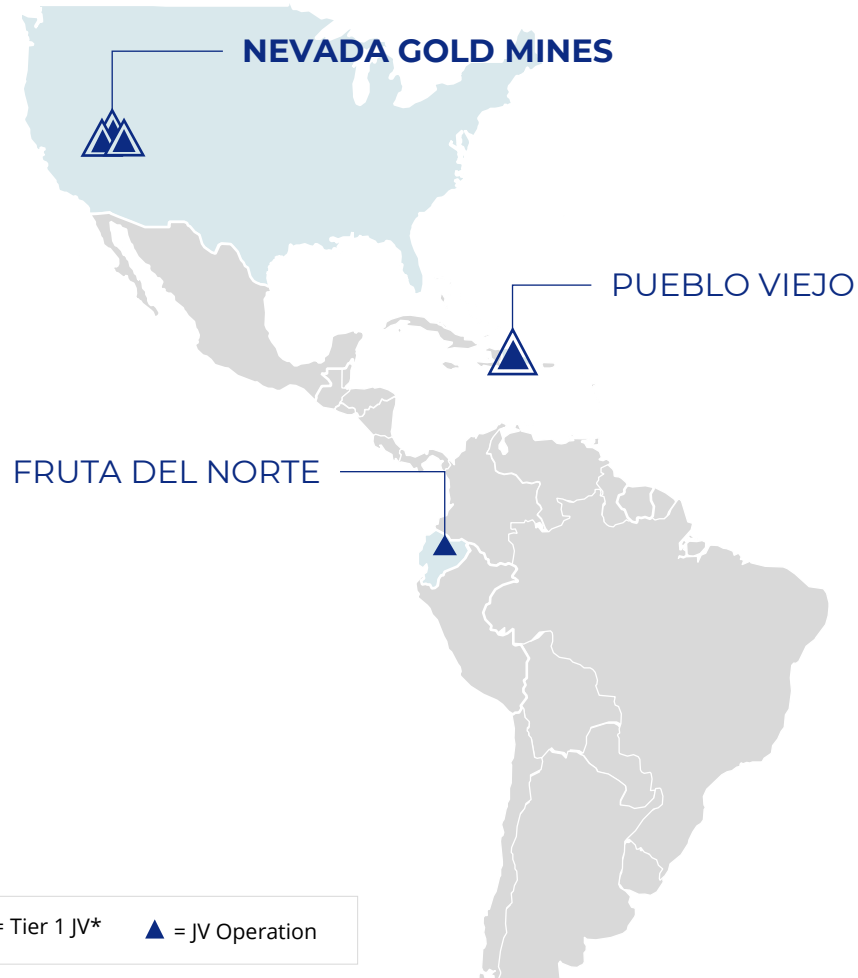 NEVADA GOLD MINES
PUEBLO VIEJO
FRUTA DEL NORTE
= Tier 1 JV*
= JV Operation